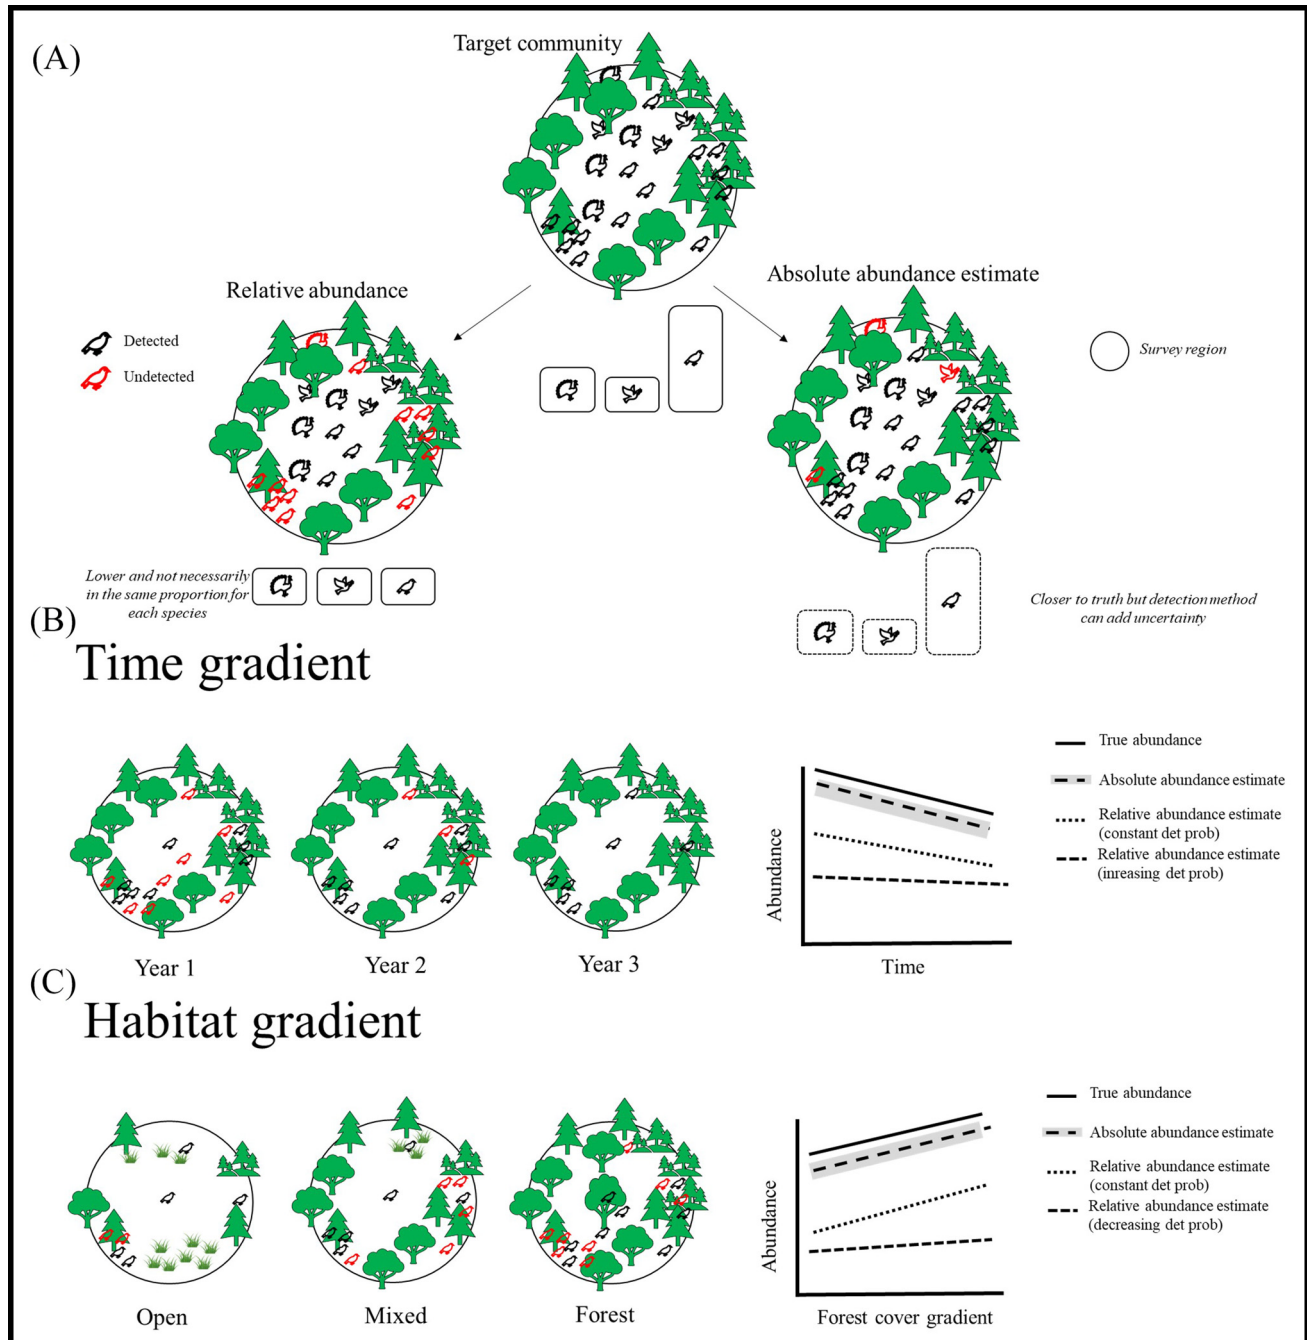 (A)
Target community
Relative abundance
Absolute abundance estimate
Detected
Undetected
Survey region
Lower and not necessarily
in the same proportion for
each species
Closer to truth but detection method
can add uncertainty
(B)
Time gradient
True abundance
Absolute abundance estimate
Relative abundance estimate
(constant det prob)
Relative abundance estimate
(inreasing det prob)
Abundance
Time
Year 1
Year 2
Year 3
(C)
Habitat gradient
True abundance
Absolute abundance estimate
Relative abundance estimate
(constant det prob)
Relative abundance estimate
(decreasing det prob)
Abundance
Forest cover gradient
Open
Mixed
Forest